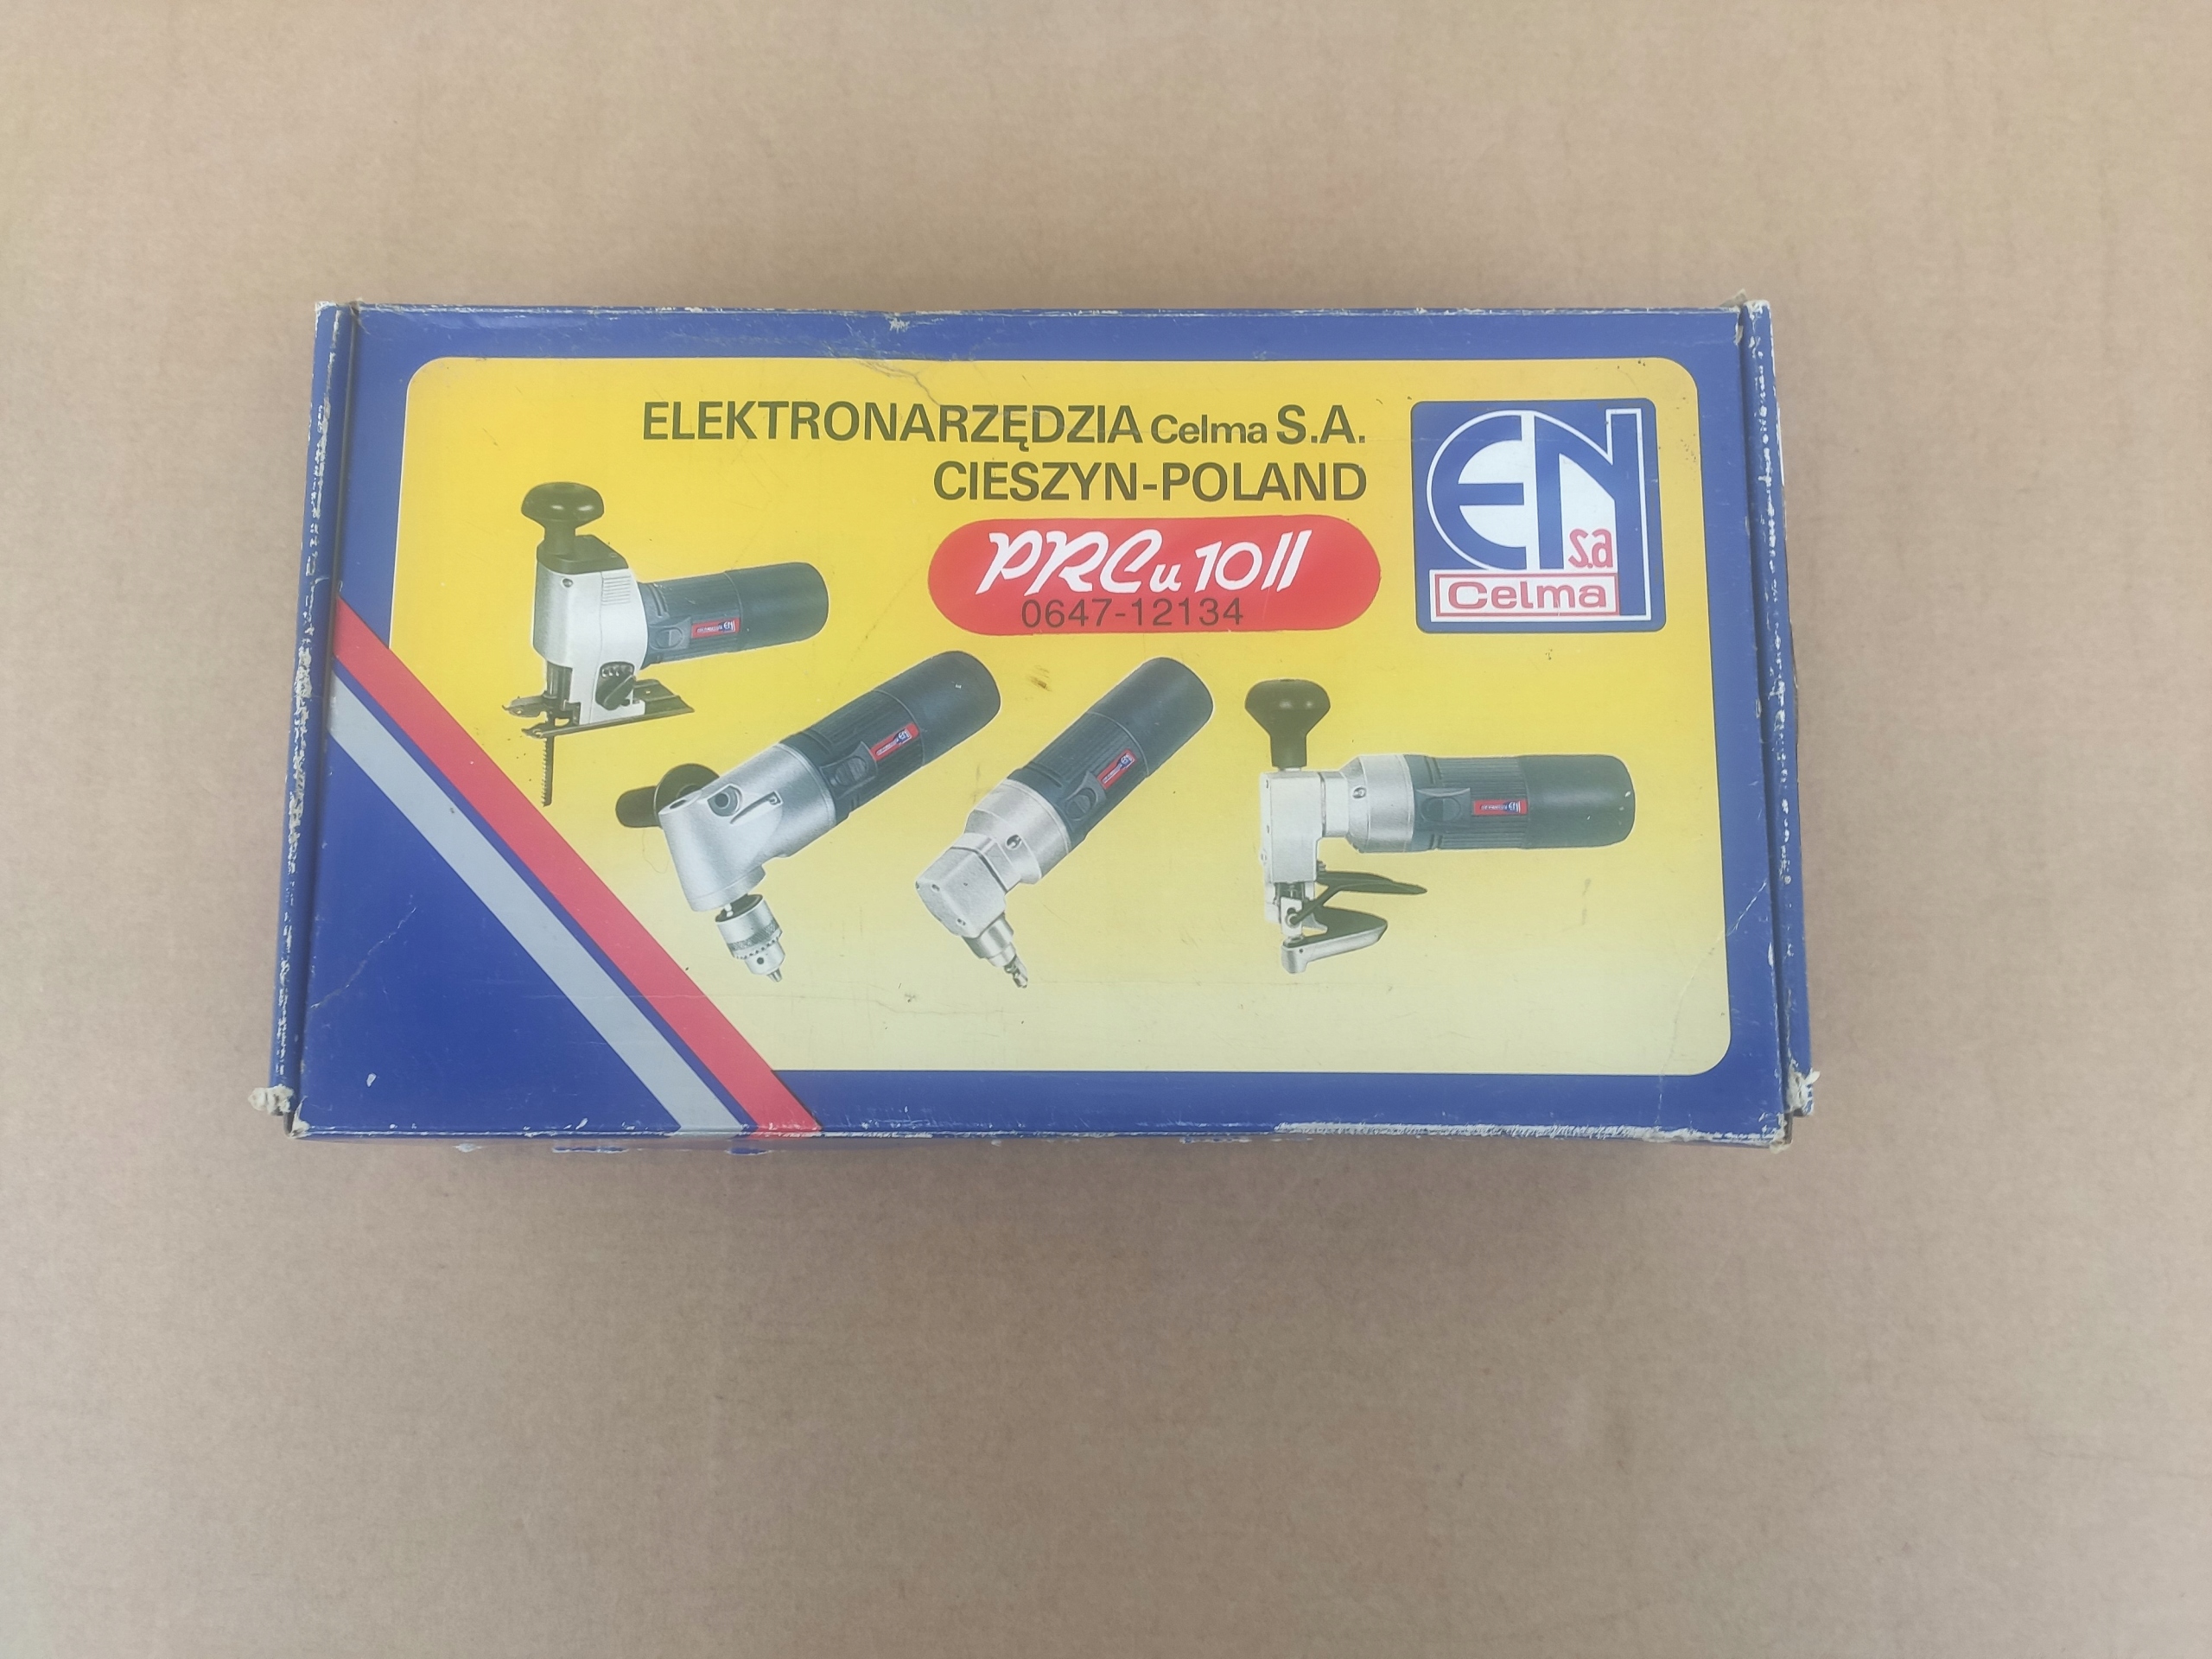 ELEKTRONARZĘDZIA Celma S.A.
CIESZYN-POLAND
PRCu 10II
0647-12134
EN
s.a
Celma